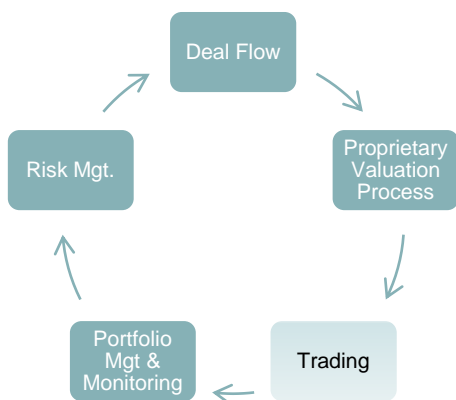 Deal Flow
Proprietary
Valuation
Process
Trading
Portfolio
Mgt &
Monitoring
Risk Mgt.